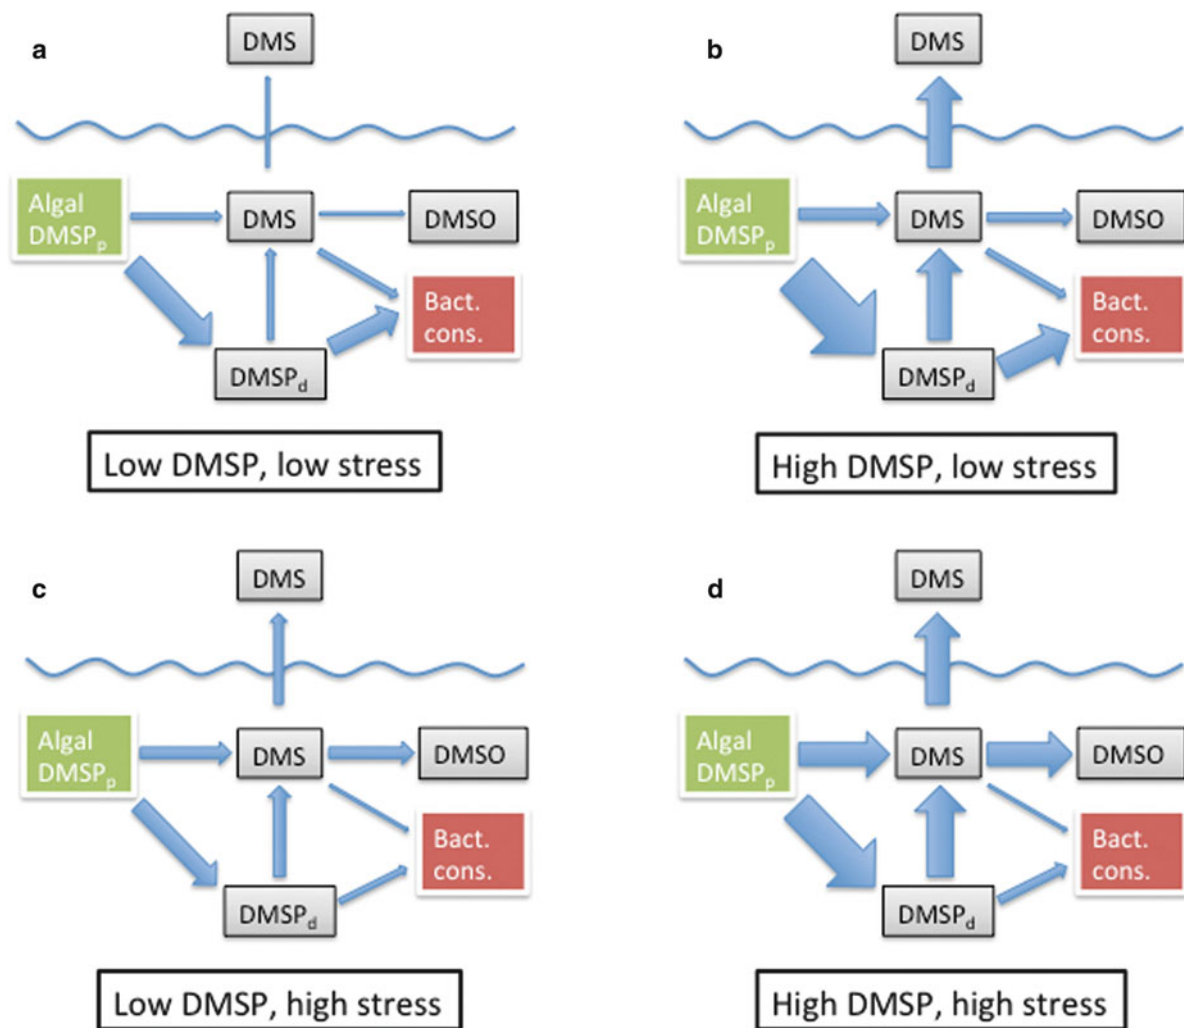 a
DMS
Algal
DMSPp
DMS
DMSO
Bact.
cons.
DMSPd
Low DMSP, low stress
b
DMS
Algal
DMSPp
DMS
DMSO
Bact.
cons.
DMSPd
High DMSP, low stress
c
DMS
Algal
DMSPp
DMS
DMSO
Bact.
cons.
DMSPd
Low DMSP, high stress
d
DMS
Algal
DMSPp
DMS
DMSO
Bact.
cons.
DMSPd
High DMSP, high stress